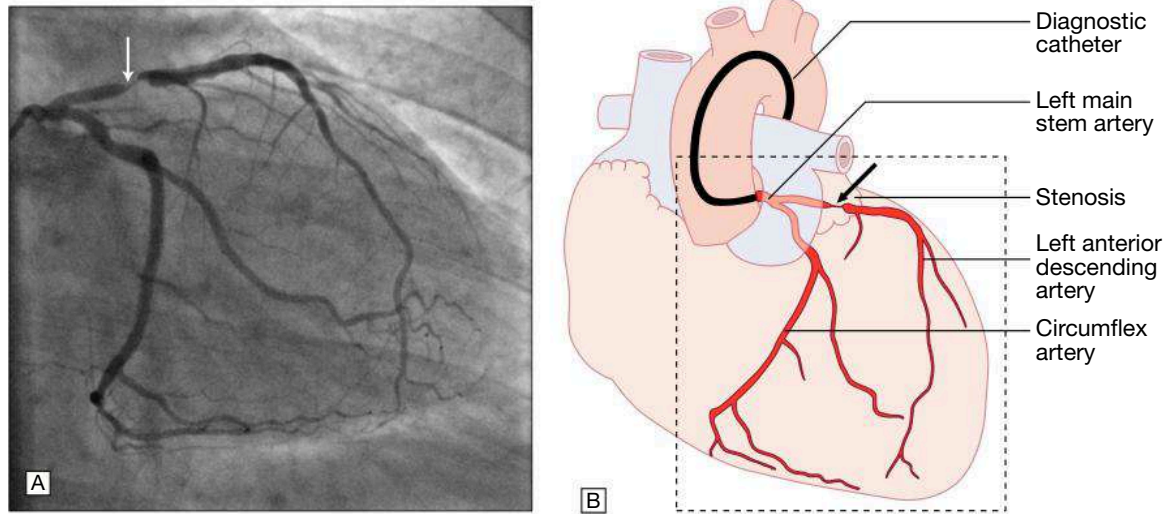 A
B
Diagnostic
catheter
Left main
stem artery
Stenosis
Left anterior
descending
artery
Circumflex
artery